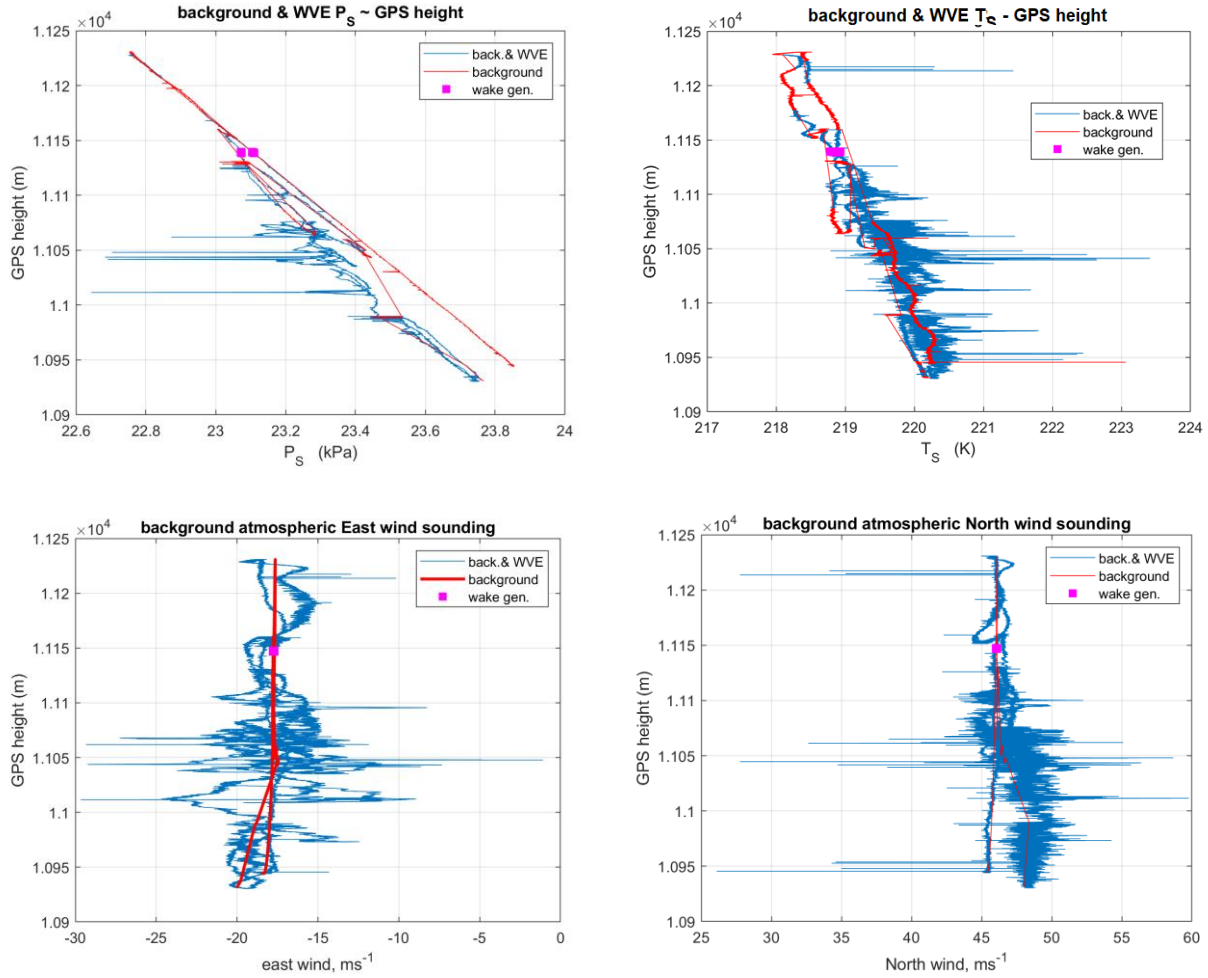 background & WVE P_S ~ GPS height
×10⁴
1.125
1.12
1.115
1.11
1.105
1.1
1.095
1.09
GPS height (m)
back.& WVE
background
wake gen.
22.6 22.8 23 23.2 23.4 23.6 23.8 24
P_S (kPa)
background & WVE T_S - GPS height
×10⁴
1.125
1.12
1.115
1.11
1.105
1.1
1.095
1.09
GPS height (m)
back.& WVE
background
wake gen.
217 218 219 220 221 222 223 224
T_S (K)
background atmospheric East wind sounding
×10⁴
1.125
1.12
1.115
1.11
1.105
1.1
1.095
1.09
GPS height (m)
back.& WVE
background
wake gen.
-30 -25 -20 -15 -10 -5 0
east wind, ms⁻¹
background atmospheric North wind sounding
×10⁴
1.125
1.12
1.115
1.11
1.105
1.1
1.095
1.09
GPS height (m)
back.& WVE
background
wake gen.
25 30 35 40 45 50 55 60
North wind, ms⁻¹